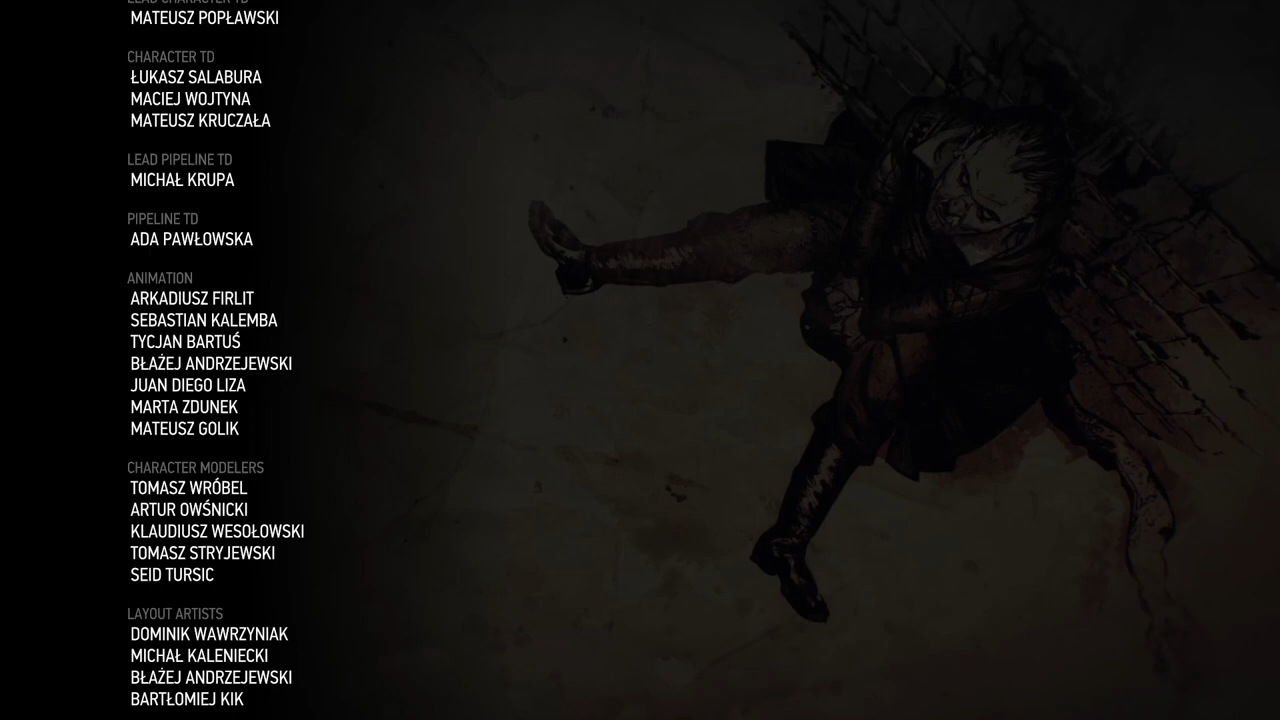 LEAD CHARACTER TD
MATEUSZ POPŁAWSKI
CHARACTER TD
ŁUKASZ SALABURA
MACIEJ WOJTYNA
MATEUSZ KRUCZAŁA
LEAD PIPELINE TD
MICHAŁ KRUPA
PIPELINE TD
ADA PAWŁOWSKA
ANIMATION
ARKADIUSZ FIRLIT
SEBASTIAN KALEMBA
TYCJAN BARTUŚ
BŁAŻEJ ANDRZEJEWSKI
JUAN DIEGO LIZA
MARTA ZDUNEK
MATEUSZ GOLIK
CHARACTER MODELERS
TOMASZ WRÓBEL
ARTUR OWŚNICKI
KLAUDIUSZ WESOŁOWSKI
TOMASZ STRYJEWSKI
SEID TURSIC
LAYOUT ARTISTS
DOMINIK WAWRZYNIAK
MICHAŁ KALENIECKI
BŁAŻEJ ANDRZEJEWSKI
BARTŁOMIEJ KIK